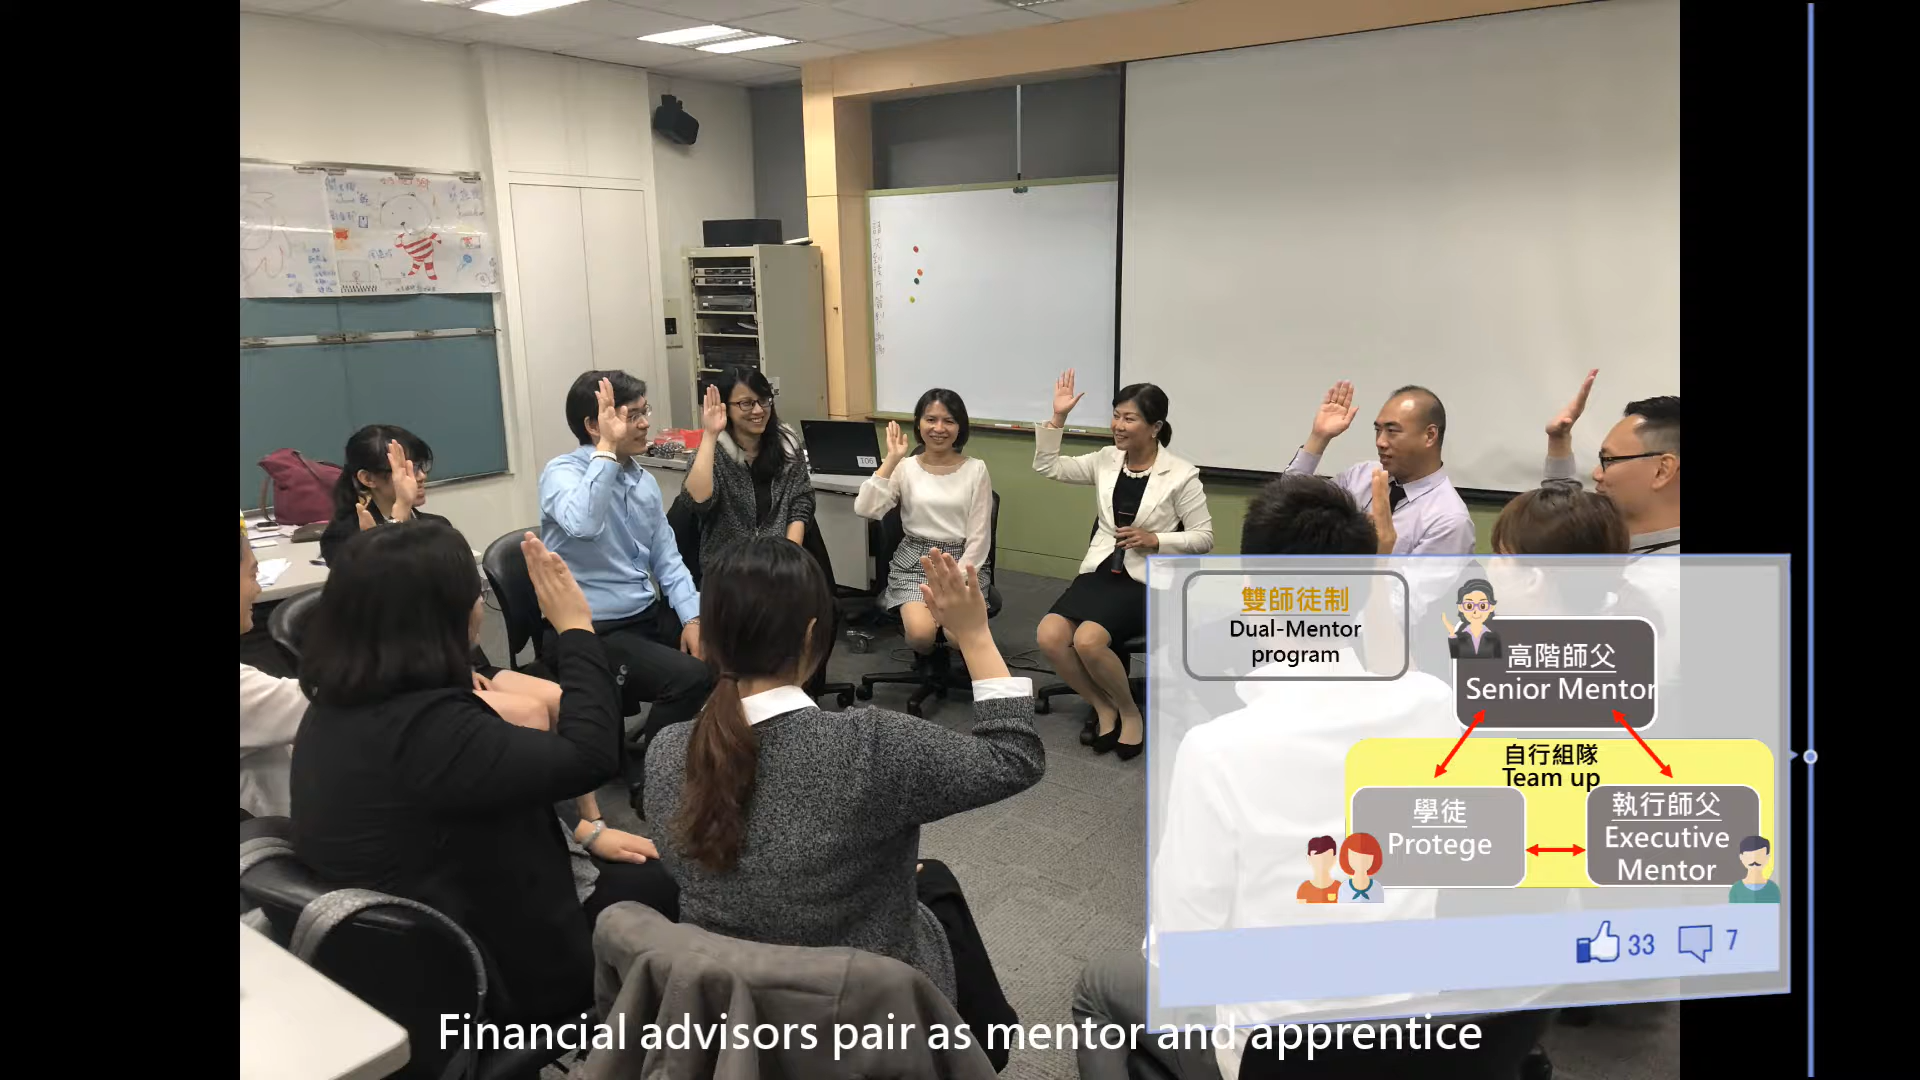 106
雙師徒制
Dual-Mentor
program
高階師父
Senior Mentor
自行組隊
Team up
學徒
Protege
執行師父
Executive
Mentor
33
7
Financial advisors pair as mentor and apprentice